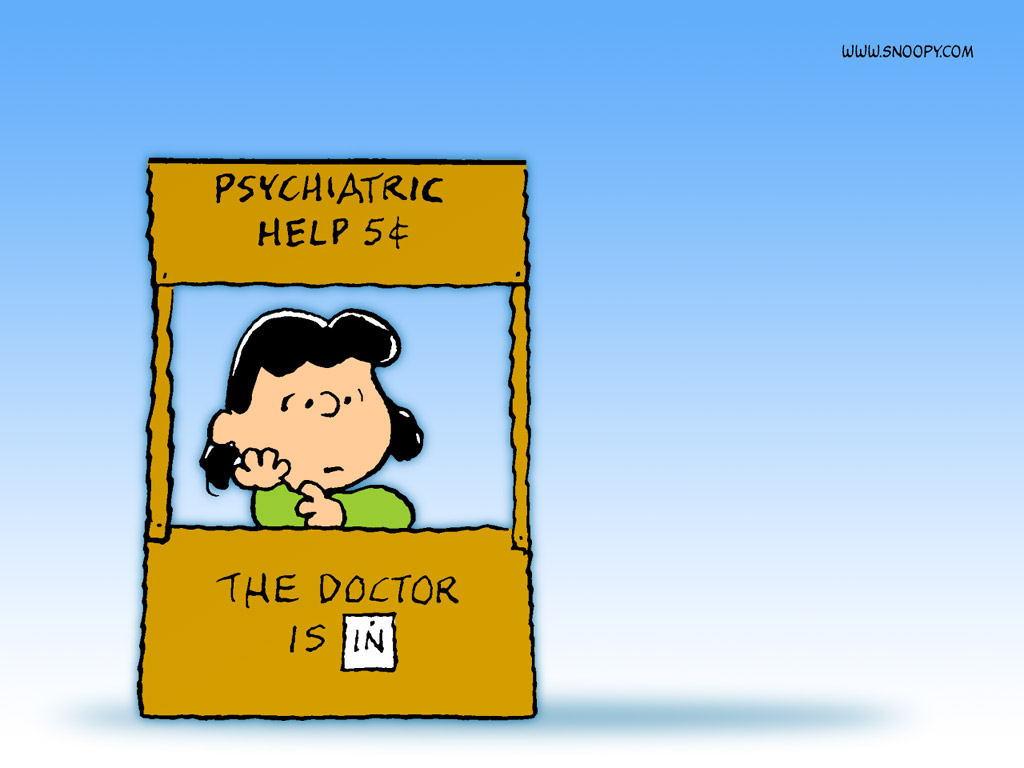 WWW.SNOOPY.COM
PSYCHIATRIC
HELP 5¢
THE DOCTOR
IS IN